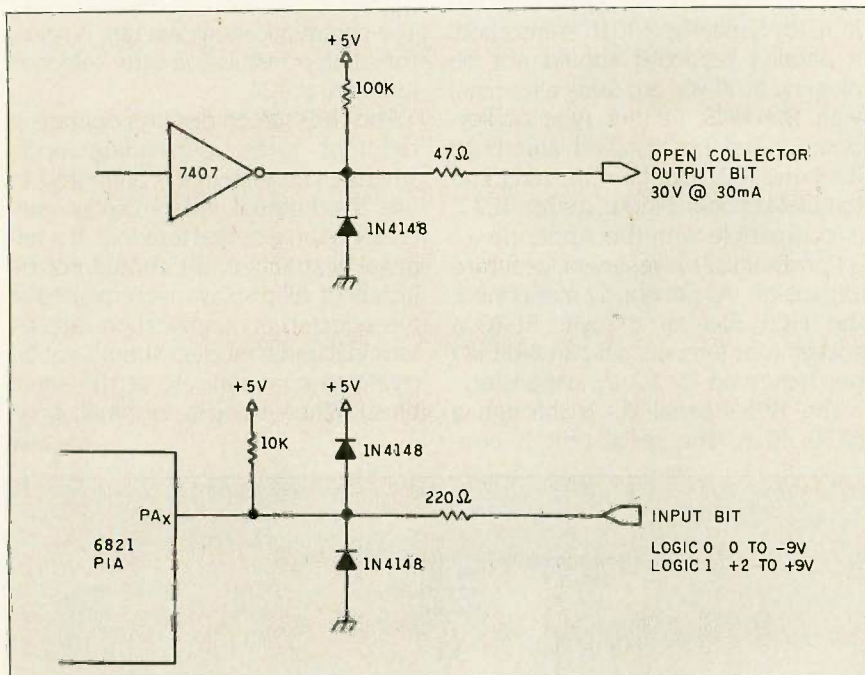 +5V
100K
7407
47Ω
OPEN COLLECTOR
OUTPUT BIT
30V @ 30mA
1N4148
+5V
+5V
10K
1N4148
220Ω
PAX
INPUT BIT
6821
PIA
1N4148
LOGIC 0 0 TO -9V
LOGIC 1 +2 TO +9V